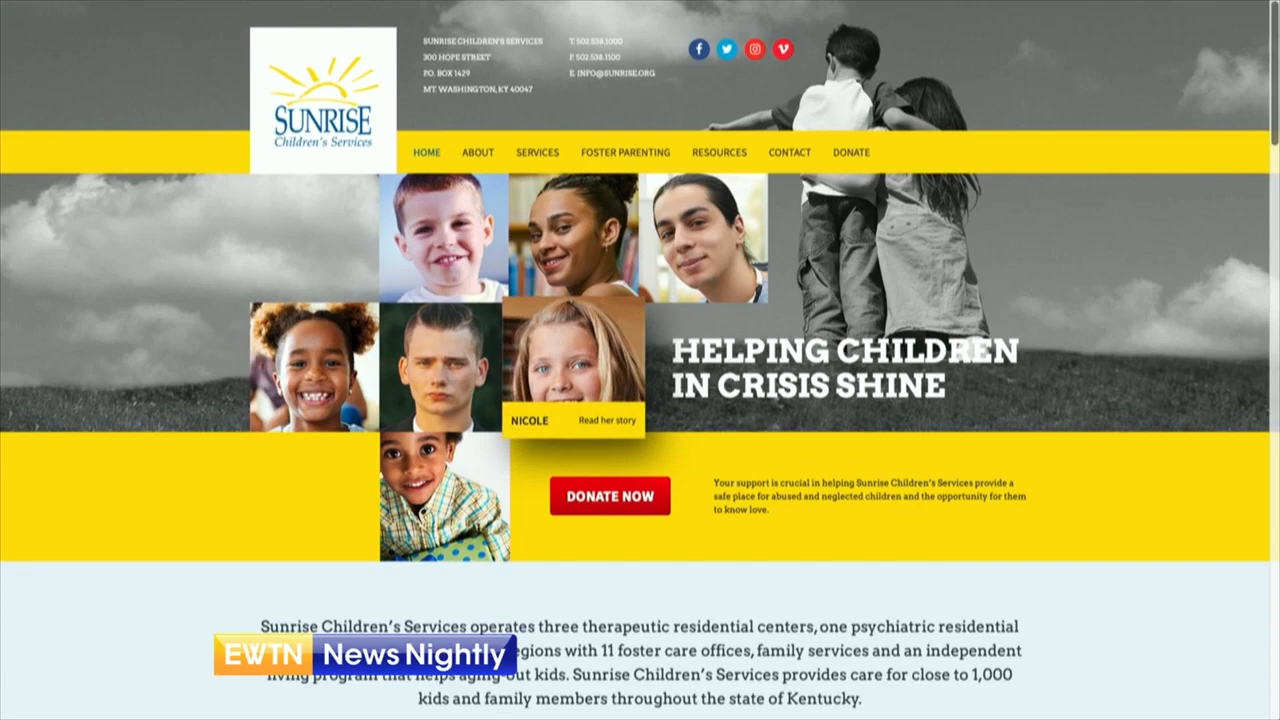 SUNRISE
Children's Services
SUNRISE CHILDREN'S SERVICES
300 HOPE STREET
P.O. BOX 1429
MT. WASHINGTON, KY 40047
T. 502.538.1000
F. 502.538.1100
E. INFO@SUNRISE.ORG
HOME ABOUT SERVICES FOSTER PARENTING RESOURCES CONTACT DONATE
HELPING CHILDREN
IN CRISIS SHINE
NICOLE Read her story
DONATE NOW
Your support is crucial in helping Sunrise Children's Services provide a
safe place for abused and neglected children and the opportunity for them
to know love.
Sunrise Children's Services operates three therapeutic residential centers, one psychiatric residential
with 11 foster care offices, family services and an independent
living program that helps aging out kids. Sunrise Children's Services provides care for close to 1,000
kids and family members throughout the state of Kentucky.
EWTN News Nightly